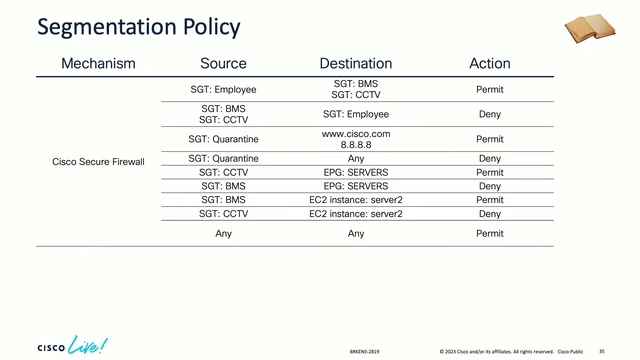 Segmentation Policy
Mechanism Source Destination Action
SGT: Employee SGT: BMS Permit
SGT: CCTV
SGT: BMS SGT: Employee Deny
SGT: CCTV
SGT: Quarantine www.cisco.com Permit
8.8.8.8
Cisco Secure Firewall SGT: Quarantine Any Deny
SGT: CCTV EPG: SERVERS Permit
SGT: BMS EPG: SERVERS Deny
SGT: BMS EC2 instance: server2 Permit
SGT: CCTV EC2 instance: server2 Deny
Any Any Permit
CISCO Live! BRKENS-2819 © 2023 Cisco and/or its affiliates. All rights reserved. Cisco Public 35